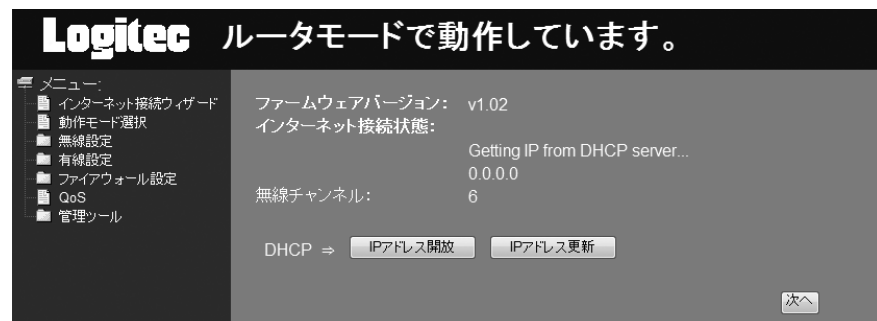 Logitec ルータモードで動作しています。
メニュー:
インターネット接続ウィザード
動作モード選択
無線設定
有線設定
ファイアウォール設定
QoS
管理ツール
ファームウェアバージョン: v1.02
インターネット接続状態:
Getting IP from DHCP server...
0.0.0.0
無線チャンネル: 6
DHCP ⇒ IPアドレス開放 IPアドレス更新
次へ